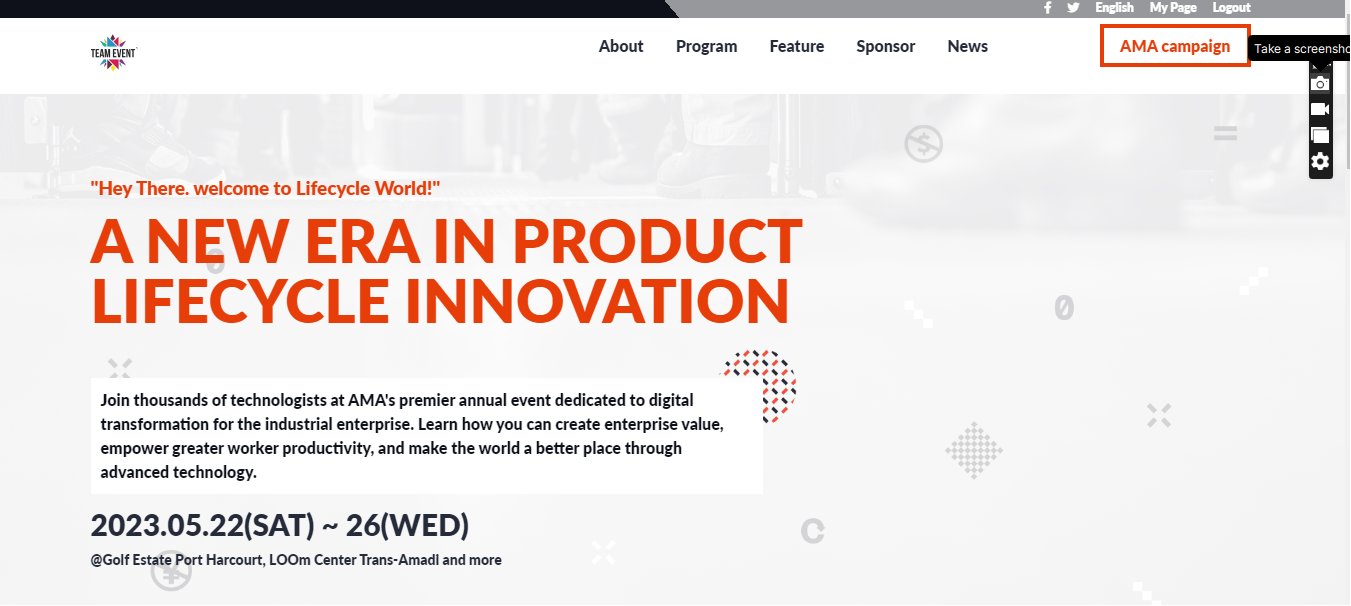 English My Page Logout
TEAM EVENT
About Program Feature Sponsor News
AMA campaign
Take a screensho
"Hey There. welcome to Lifecycle World!"
A NEW ERA IN PRODUCT
LIFECYCLE INNOVATION
Join thousands of technologists at AMA's premier annual event dedicated to digital
transformation for the industrial enterprise. Learn how you can create enterprise value,
empower greater worker productivity, and make the world a better place through
advanced technology.
2023.05.22(SAT) ~ 26(WED)
@Golf Estate Port Harcourt, LOOm Center Trans-AmadI and more